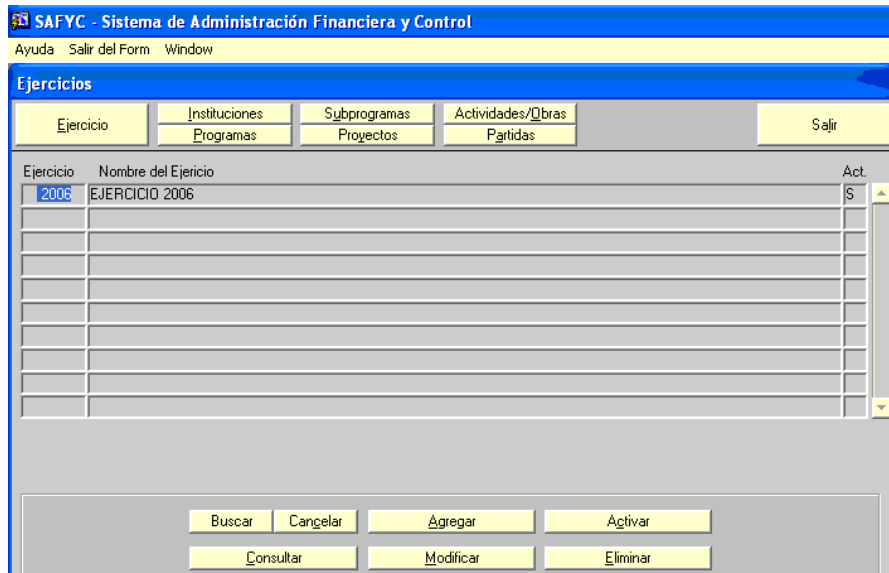 SAFYC - Sistema de Administración Financiera y Control
Ayuda Salir del Form Window
Ejercicios
Ejercicio Instituciones Subprogramas Actividades/Obras Salir
Programas Proyectos Partidas
Ejercicio Nombre del Ejericio Act.
2006 EJERCICIO 2006 S
Buscar Cancelar Agregar Activar
Consultar Modificar Eliminar